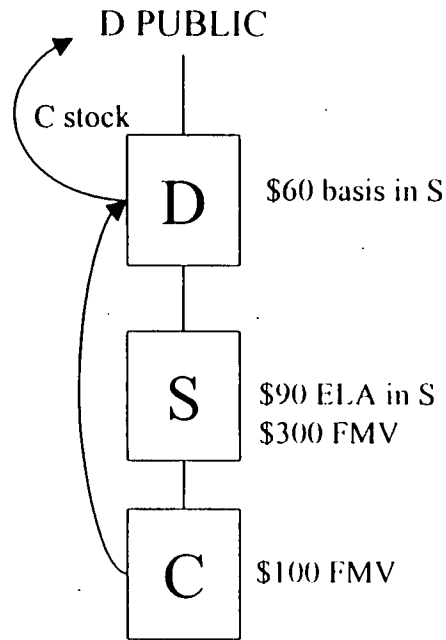 D PUBLIC
C stock
D
$60 basis in S
S
$90 ELA in S
$300 FMV
C
$100 FMV